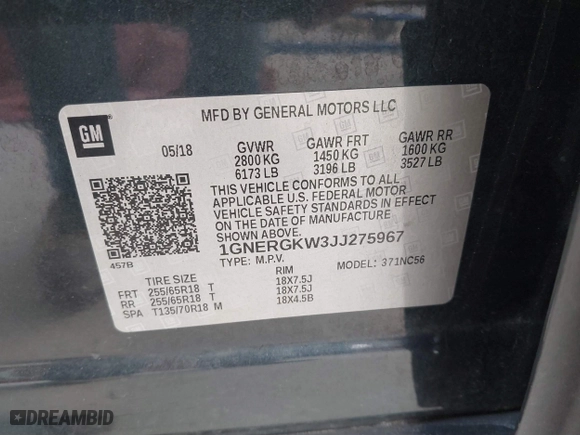 MFD BY GENERAL MOTORS LLC
GM
05/18 GVWR GAWR FRT GAWR RR
2800 KG 1450 KG 1600 KG
6173 LB 3196 LB 3527 LB
THIS VEHICLE CONFORMS TO ALL
APPLICABLE U.S. FEDERAL MOTOR
VEHICLE SAFETY STANDARDS IN EFFECT
ON THE DATE OF MANUFACTURE
SHOWN ABOVE.
1GNERGKW3JJ275967
457B
TYPE: M.P.V. MODEL: 371NC56
TIRE SIZE RIM
FRT 255/65R18 T 18X7.5J
RR 255/65R18 T 18X7.5J
SPA T135/70R18 M 18X4.5B
DREAMBID